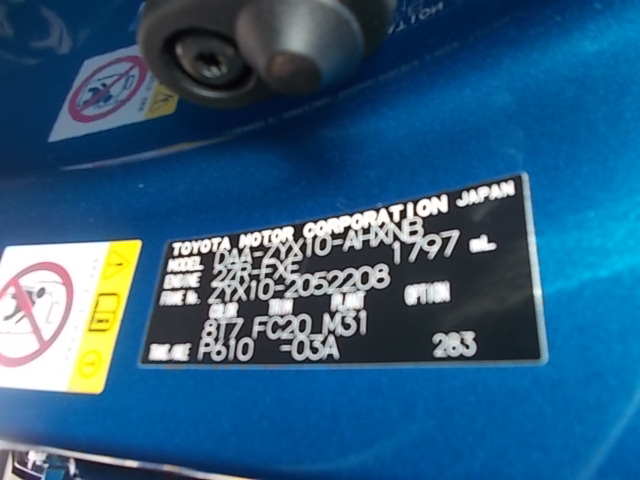 TOYOTA MOTOR CORPORATION JAPAN
MODEL DAA-ZYX10-AHXNB
ENGINE 2ZR-FXE 1797 mL
FRAME No. ZYX10-2052208
COLOR TRIM PLANT OPTION
8T7 FC20 M31
TRANS./AXLE P610 -03A 283